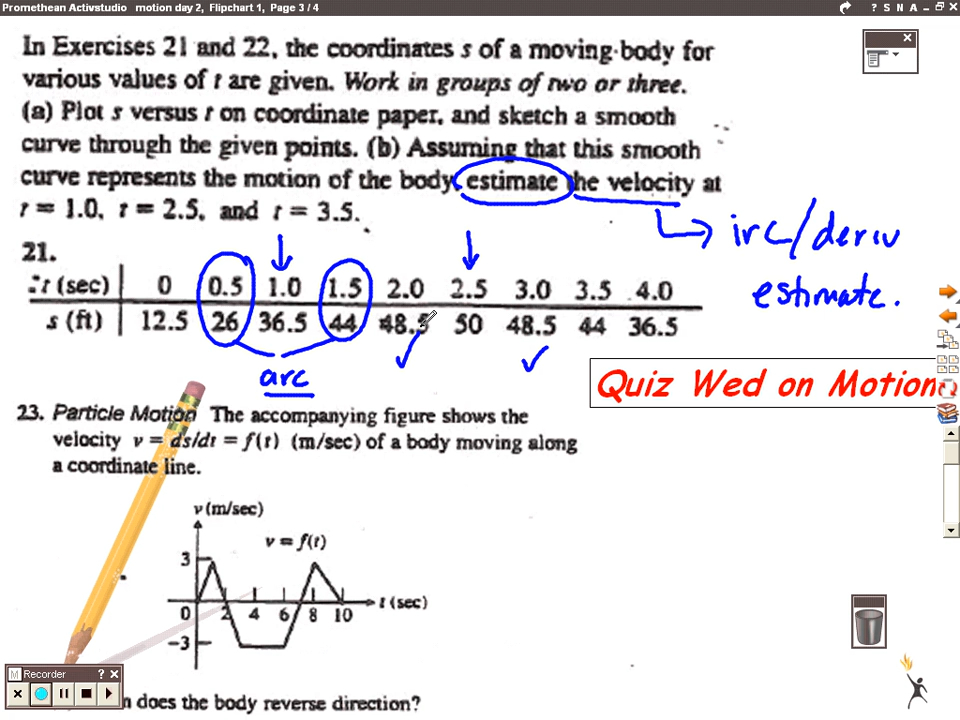 Promethean Activstudio motion day 2, Flipchart 1, Page 3 / 4
? S N A
In Exercises 21 and 22, the coordinates s of a moving body for
various values of t are given. Work in groups of two or three.
(a) Plot s versus t on coordinate paper, and sketch a smooth
curve through the given points. (b) Assuming that this smooth
curve represents the motion of the body, estimate the velocity at
t = 1.0, t = 2.5, and t = 3.5.
irc/deriv
estimate.
21.
t (sec) 0 0.5 1.0 1.5 2.0 2.5 3.0 3.5 4.0
s (ft) 12.5 26 36.5 44 48.5 50 48.5 44 36.5
arc
Quiz Wed on Motion
23. Particle Motion The accompanying figure shows the
velocity v = ds/dt = f(t) (m/sec) of a body moving along
a coordinate line.
v (m/sec)
v = f(t)
3
0 2 4 6 8 10 t (sec)
-3
Recorder ? X
does the body reverse direction?